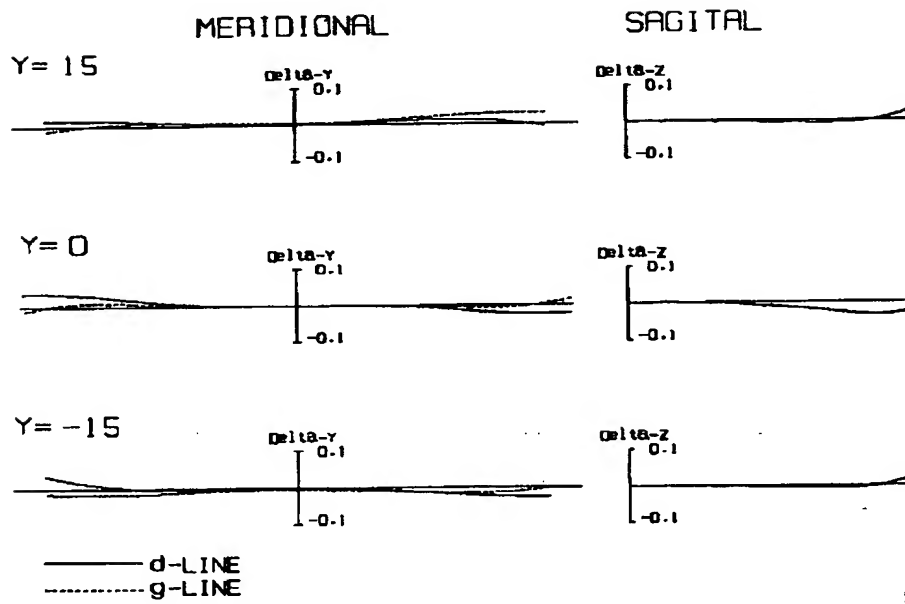 MERIDIONAL SAGITAL
Y= 15
Delta-Y Delta-Z
0.1 0.1
-0.1 -0.1
Y= 0
Delta-Y Delta-Z
0.1 0.1
-0.1 -0.1
Y= -15
Delta-Y Delta-Z
0.1 0.1
-0.1 -0.1
d-LINE
g-LINE